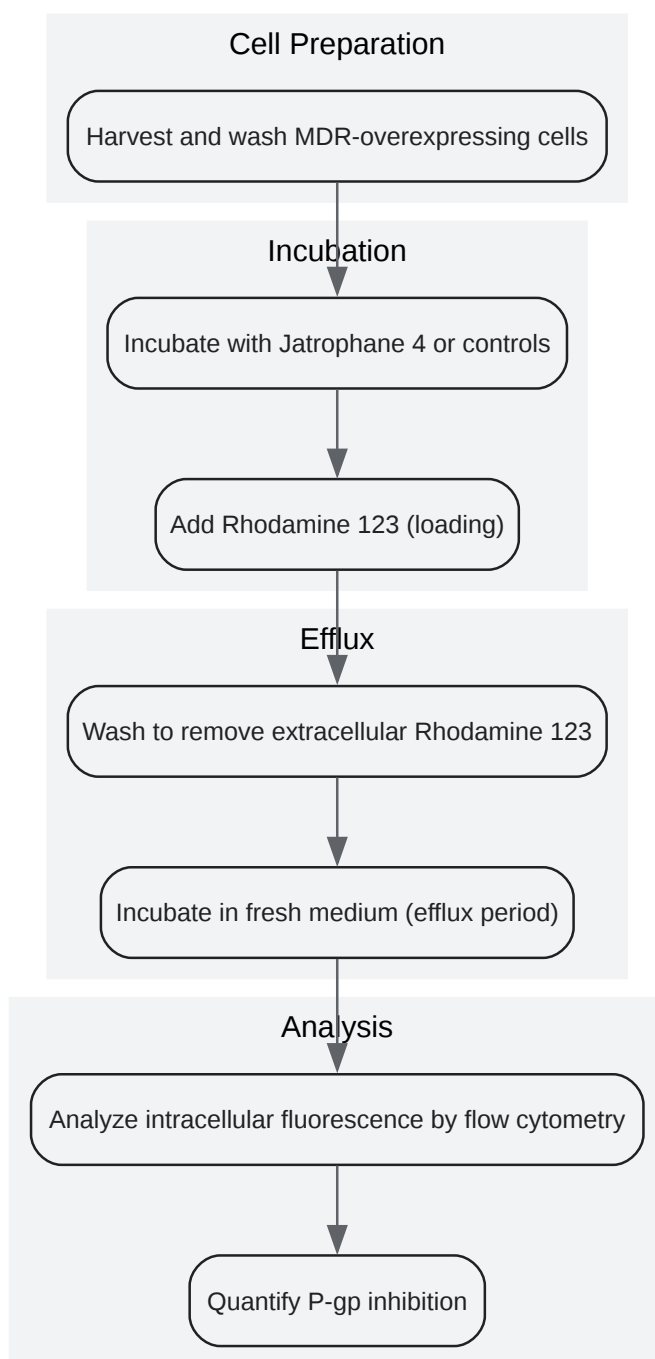 Cell Preparation
Harvest and wash MDR-overexpressing cells
Incubation
Incubate with Jatrophane 4 or controls
Add Rhodamine 123 (loading)
Efflux
Wash to remove extracellular Rhodamine 123
Incubate in fresh medium (efflux period)
Analysis
Analyze intracellular fluorescence by flow cytometry
Quantify P-gp inhibition